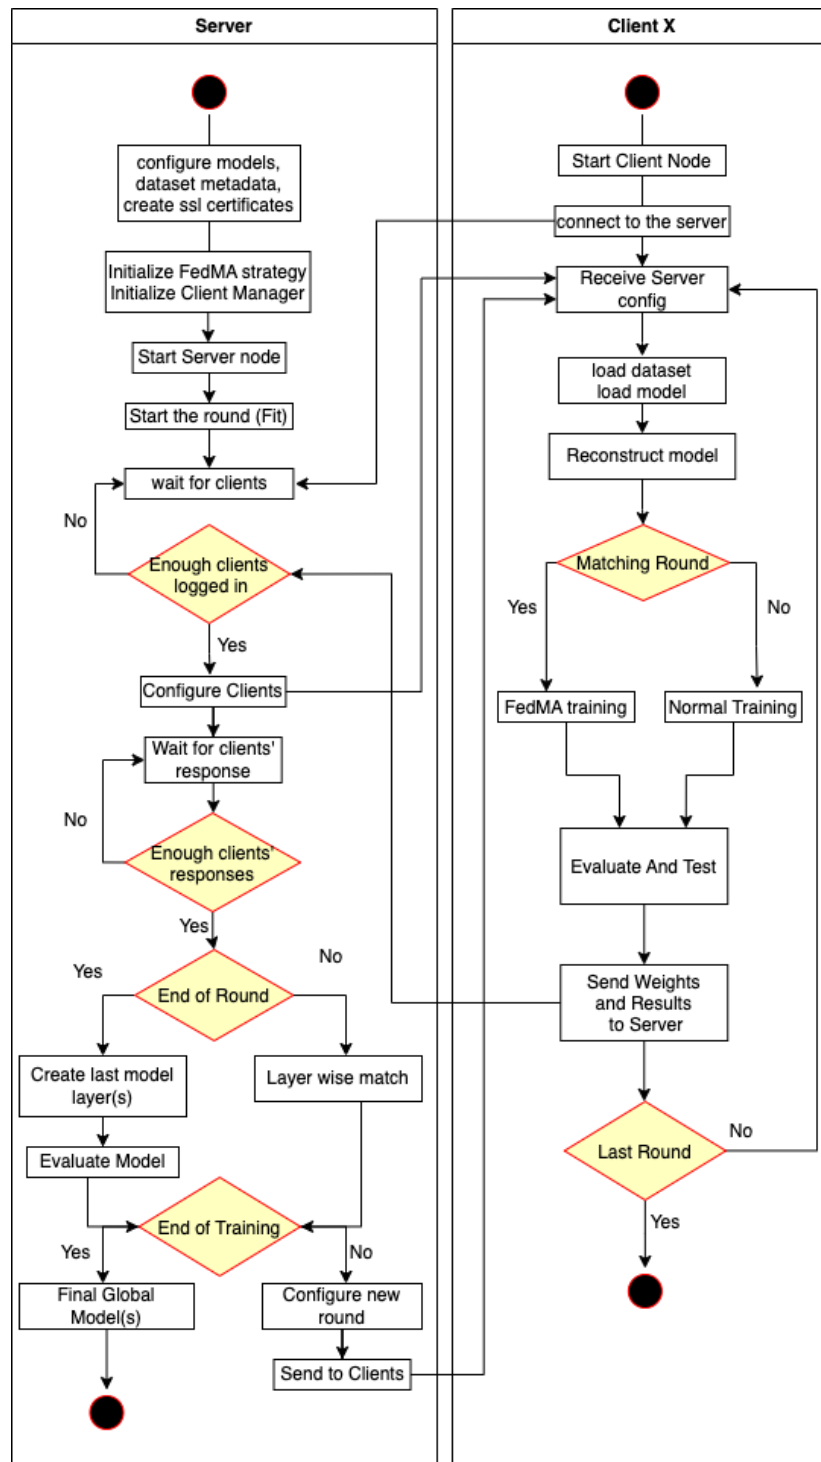 Server
configure models,
dataset metadata,
create ssl certificates
Initialize FedMA strategy
Initialize Client Manager
Start Server node
Start the round (Fit)
wait for clients
No
Enough clients
logged in
Yes
Configure Clients
Wait for clients'
response
No
Enough clients'
responses
Yes
End of Round
Yes
No
Create last model
layer(s)
Layer wise match
Evaluate Model
End of Training
Yes
No
Final Global
Model(s)
Configure new
round
Send to Clients
Client X
Start Client Node
connect to the server
Receive Server
config
load dataset
load model
Reconstruct model
Matching Round
Yes
No
FedMA training
Normal Training
Evaluate And Test
Send Weights
and Results
to Server
Last Round
No
Yes